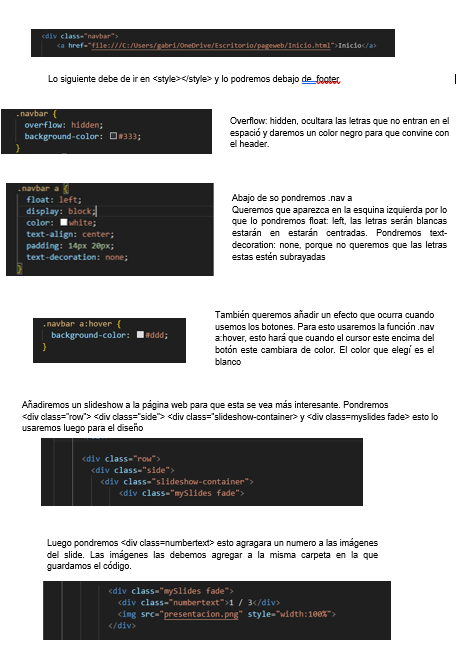 <div class="navbar">
<a href="file:///C:/Users/gabri/OneDrive/Escritorio/pageweb/Inicio.html">Inicio</a>
Lo siguiente debe de ir en <style></style> y lo podremos debajo de .footer.
.navbar {
overflow: hidden;
background-color: #333;
}
Overflow: hidden, ocultara las letras que no entran en el
espació y daremos un color negro para que convine con
el header.
.navbar a {
float: left;
display: block;
color: white;
text-align: center;
padding: 14px 20px;
text-decoration: none;
}
Abajo de so pondremos .nav a
Queremos que aparezca en la esquina izquierda por lo
que lo pondremos float: left, las letras serán blancas
estarán en estarán centradas. Pondremos text-
decoration: none, porque no queremos que las letras
estas estén subrayadas
.navbar a:hover {
background-color: #ddd;
}
También queremos añadir un efecto que ocurra cuando
usemos los botones. Para esto usaremos la función .nav
a:hover, esto hará que cuando el cursor este encima del
botón este cambiara de color. El color que elegí es el
blanco
Añadiremos un slideshow a la página web para que esta se vea más interesante. Pondremos
<div class="row"> <div class="side"> <div class="slideshow-container> y <div class=myslides fade> esto lo
usaremos luego para el diseño
<div class="row">
<div class="side">
<div class="slideshow-container">
<div class="mySlides fade">
Luego pondremos <div class=numbertext> esto agragara un numero a las imágenes
del slide. Las imágenes las debemos agregar a la misma carpeta en la que
guardamos el código.
<div class="mySlides fade">
<div class="numbertext">1 / 3</div>
<img src="presentacion.png" style="width:100%">
</div>